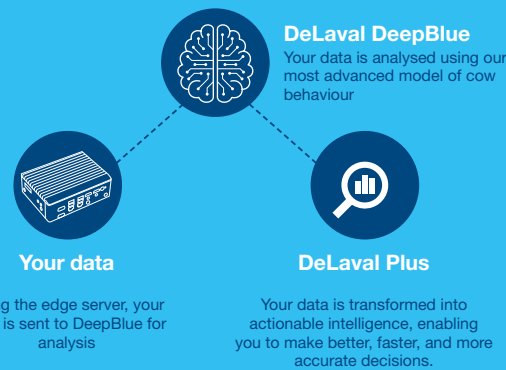 DeLaval DeepBlue
Your data is analysed using our
most advanced model of cow
behaviour
Your data
the edge server, your
is sent to DeepBlue for
analysis
DeLaval Plus
Your data is transformed into
actionable intelligence, enabling
you to make better, faster, and more
accurate decisions.